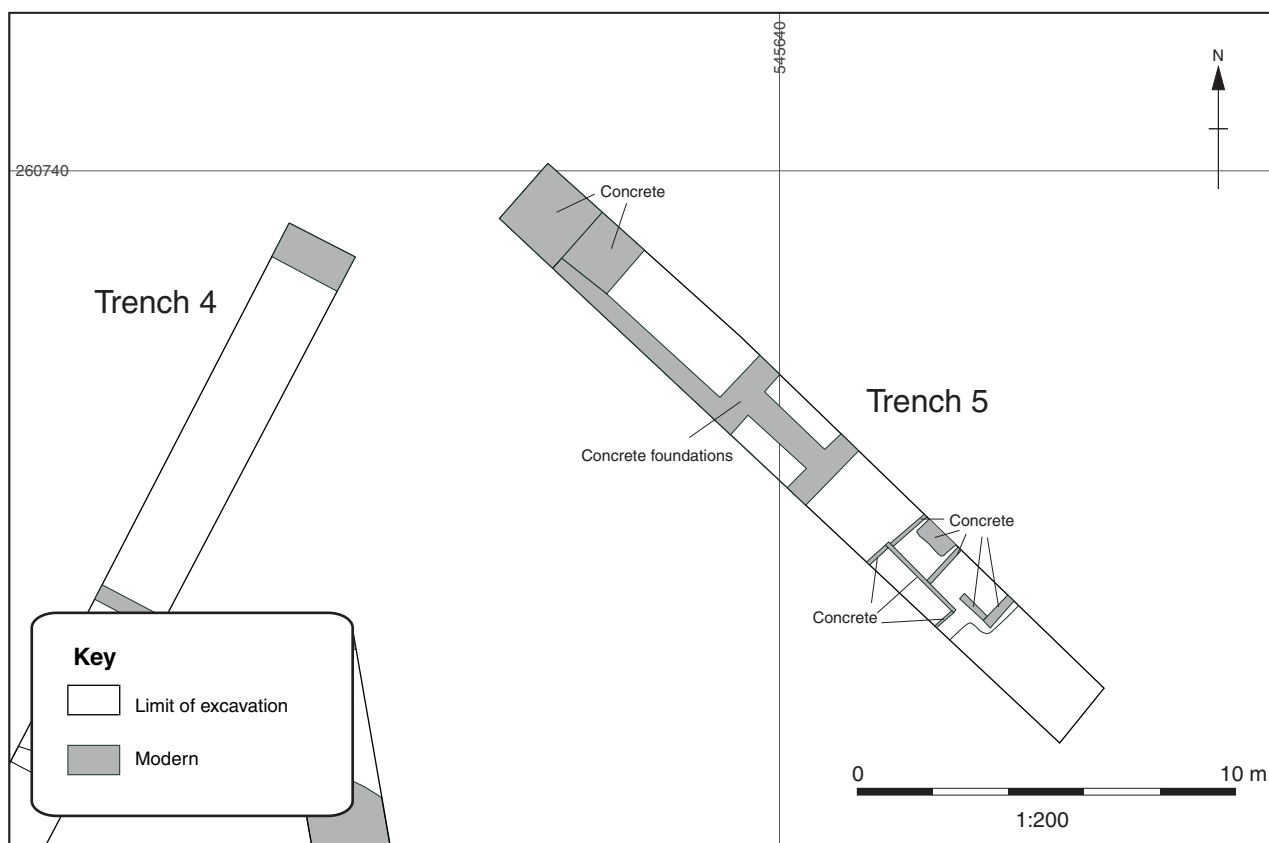 545640
N
260740
Concrete
Trench 4
Trench 5
Concrete foundations
Concrete
Concrete
Key
Limit of excavation
Modern
0 10 m
1:200